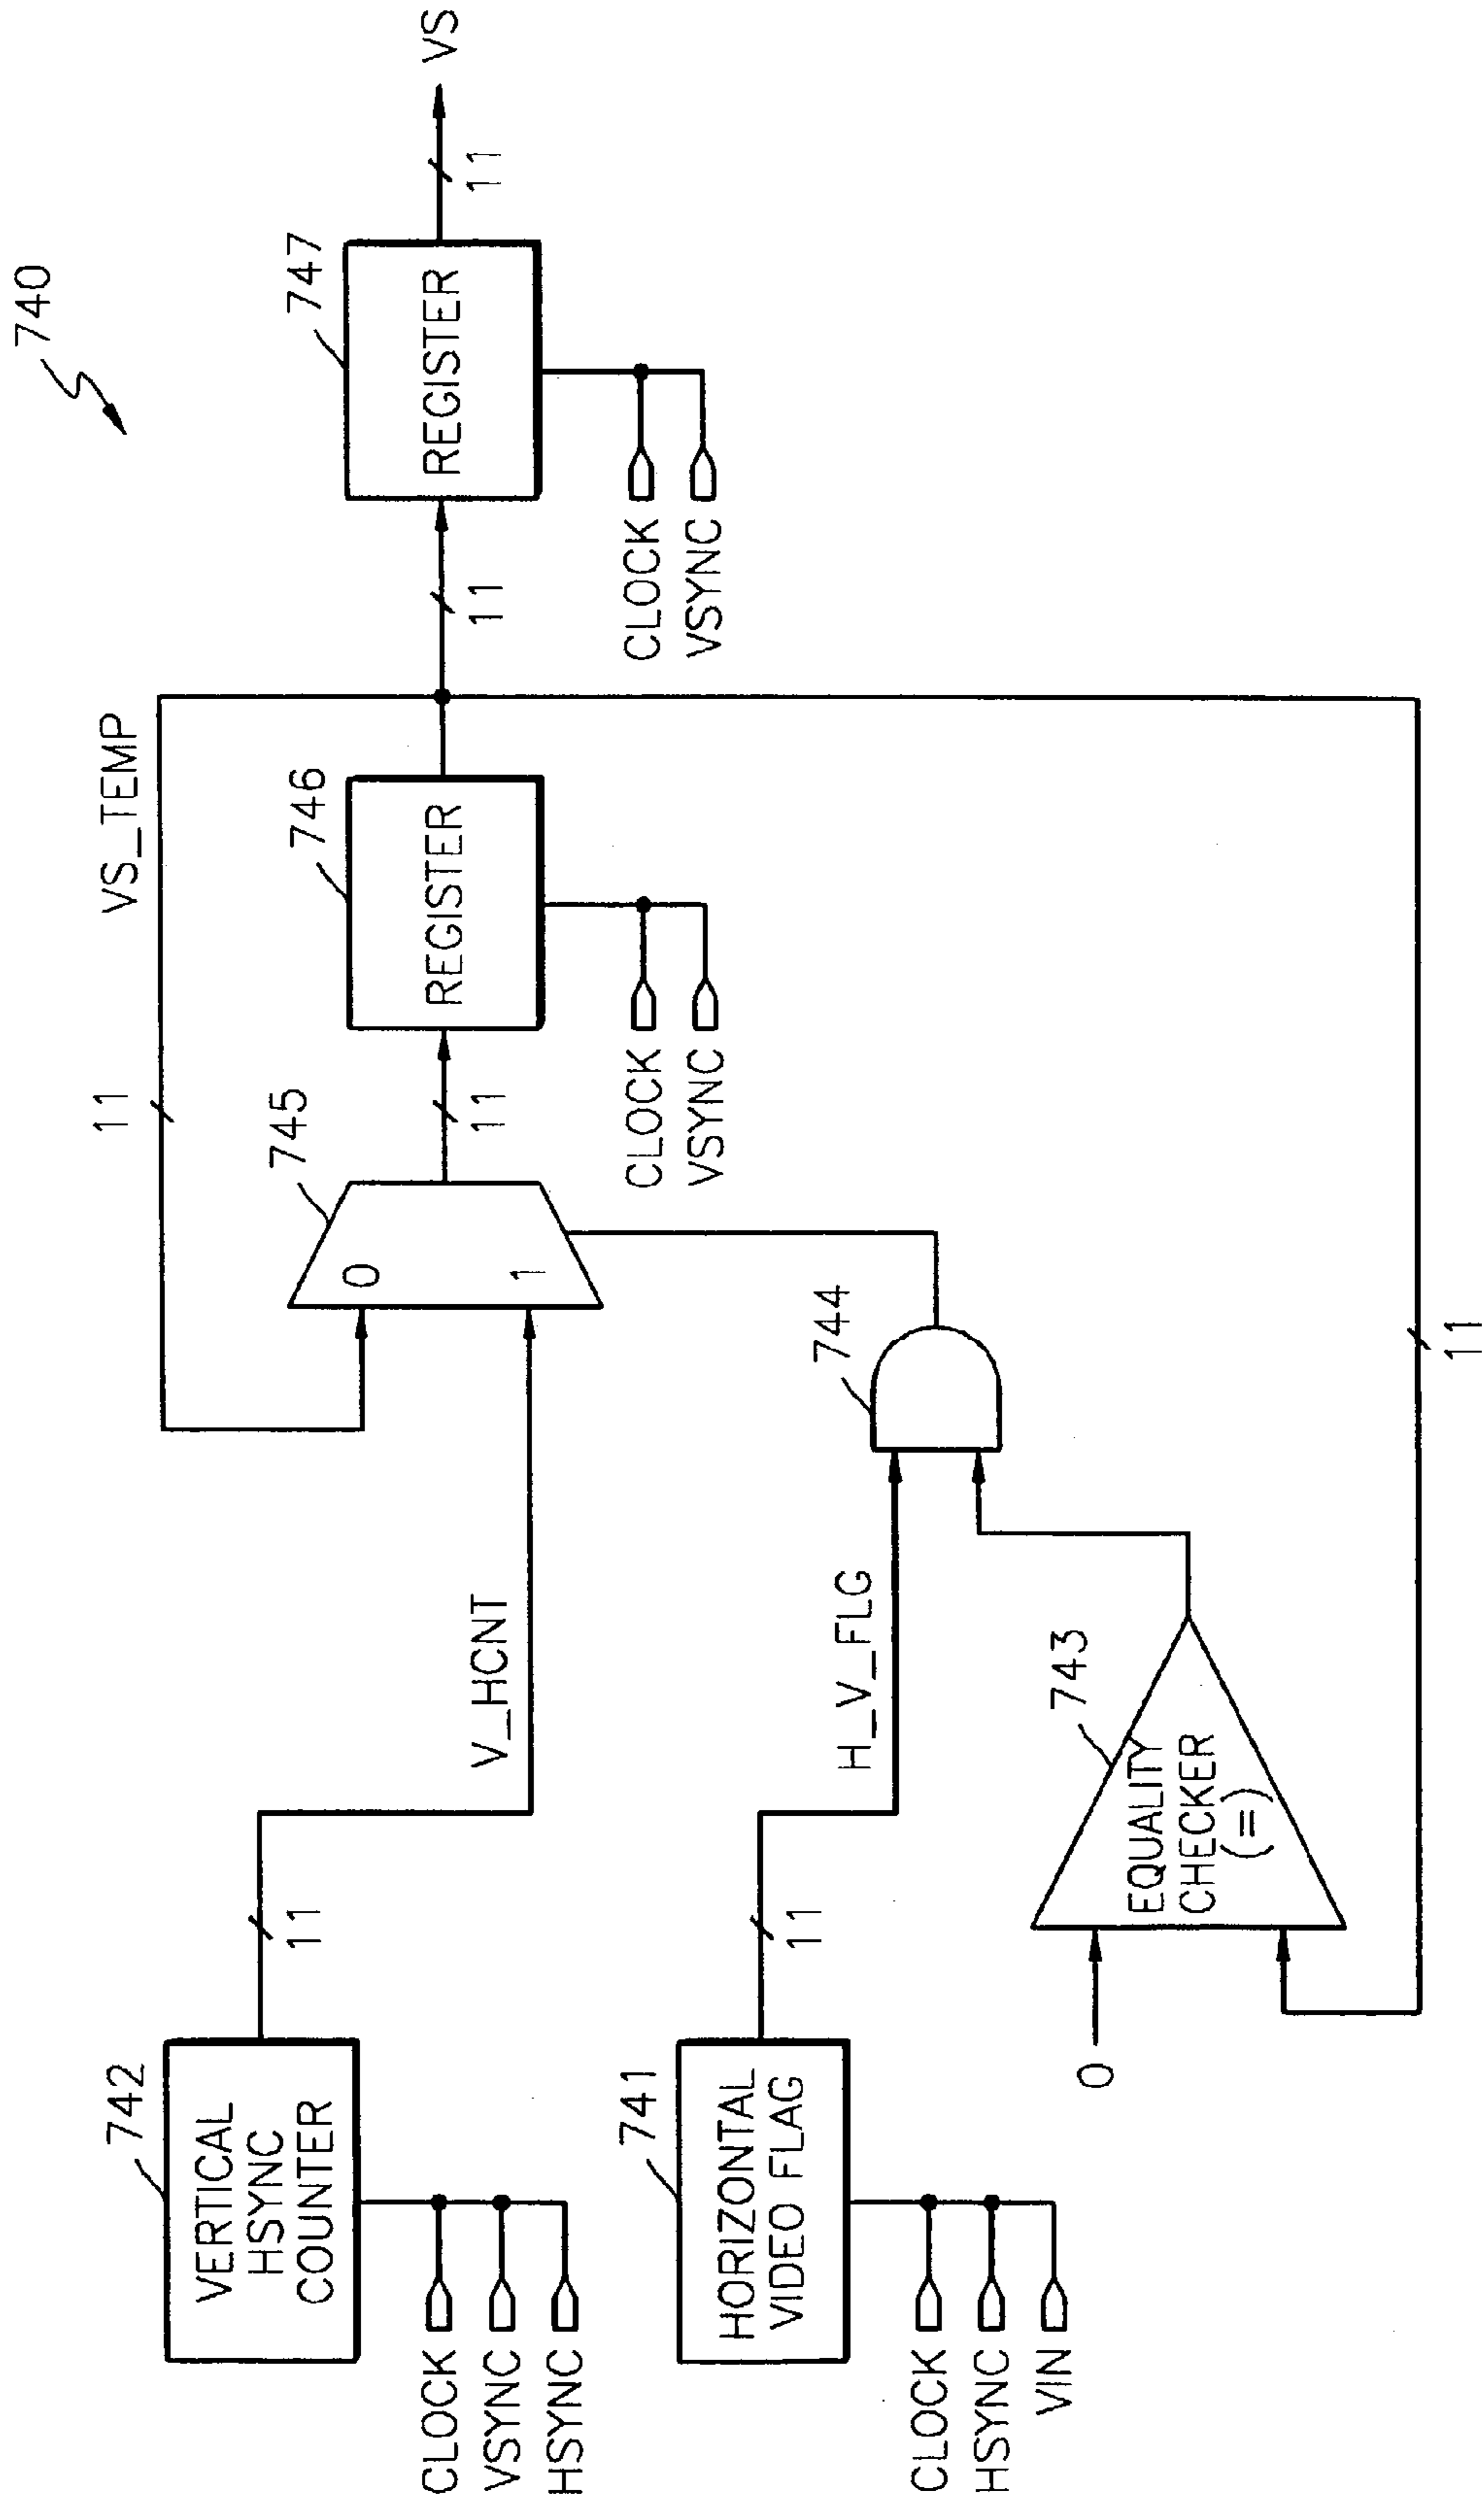 740
VS_TEMP
11
742
VERTICAL
HSYNC
COUNTER
11
V_HCNT
745
0
1
11
746
REGISTER
11
747
REGISTER
11
VS
CLOCK
VSYNC
HSYNC
CLOCK
VSYNC
CLOCK
VSYNC
741
HORIZONTAL
VIDEO FLAG
11
H_V_FLG
744
CLOCK
HSYNC
VIN
0
743
EQUALITY
CHECKER
(=)
11